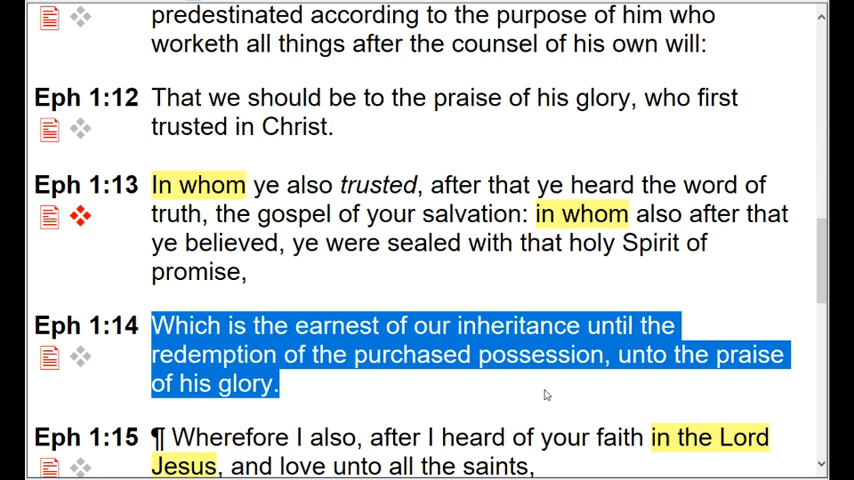 predestinated according to the purpose of him who
worketh all things after the counsel of his own will:
Eph 1:12 That we should be to the praise of his glory, who first
trusted in Christ.
Eph 1:13 In whom ye also trusted, after that ye heard the word of
truth, the gospel of your salvation: in whom also after that
ye believed, ye were sealed with that holy Spirit of
promise,
Eph 1:14 Which is the earnest of our inheritance until the
redemption of the purchased possession, unto the praise
of his glory.
Eph 1:15 ¶ Wherefore I also, after I heard of your faith in the Lord
Jesus, and love unto all the saints,